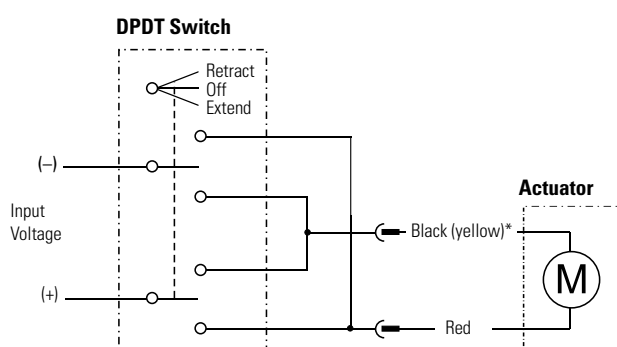 DPDT Switch
Retract
Off
Extend
(–)
Input
Voltage
(+)
Actuator
Black (yellow)*
M
Red